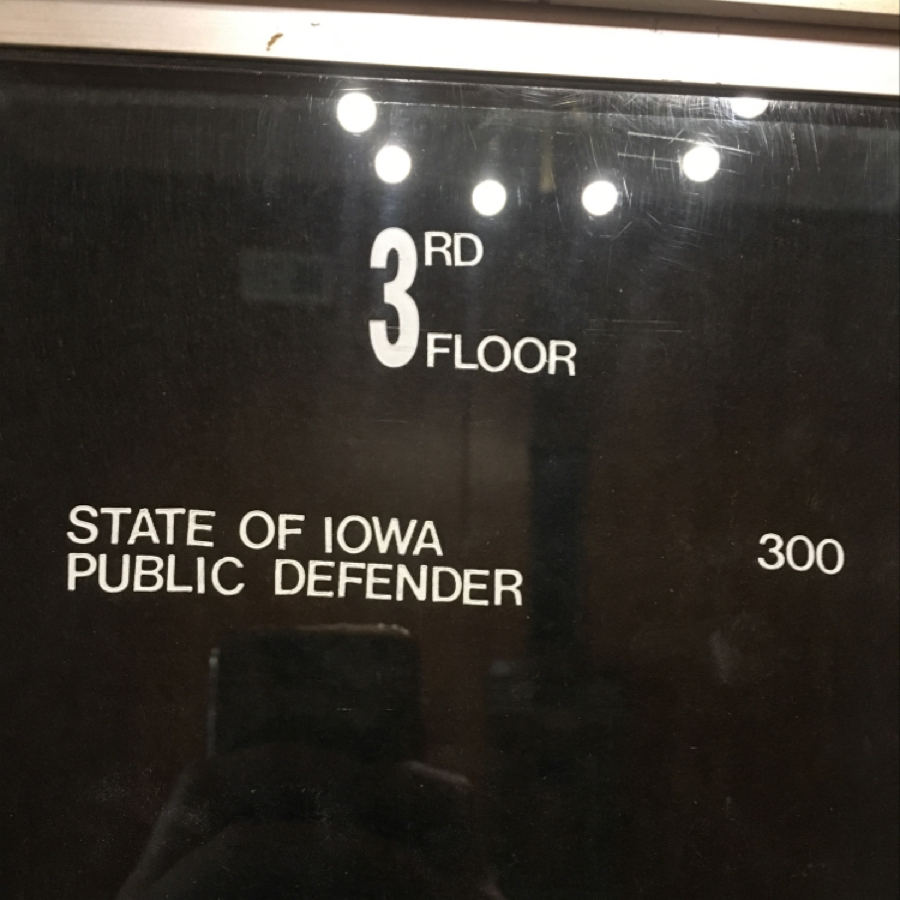 3RD
FLOOR
STATE OF IOWA
PUBLIC DEFENDER 300